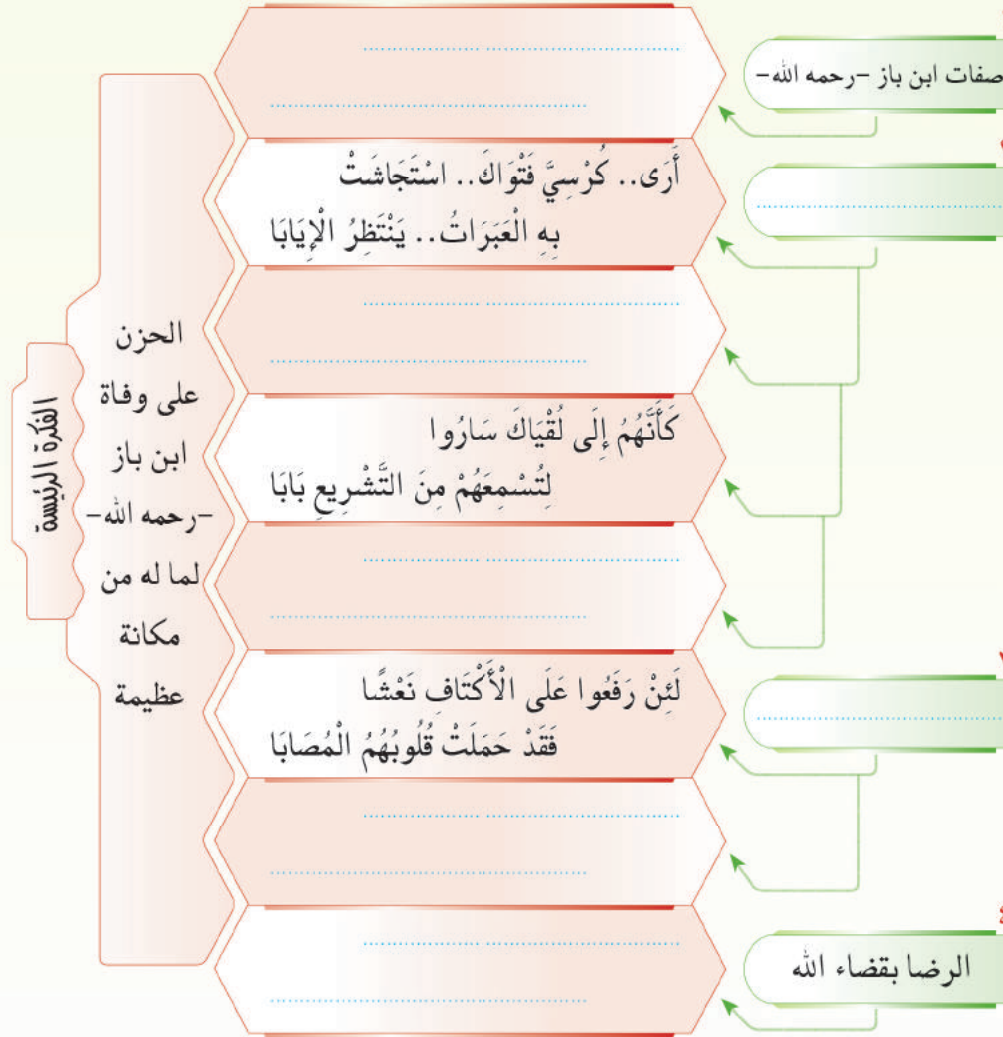 صفات ابن باز –رحمه الله–
أَرَى.. كُرْسِيَّ فَتْوَاكَ.. اسْتَجَاشَتْ
بِهِ الْعَبَرَاتُ.. يَنْتَظِرُ الْإِيَابَا
كَأَنَّهُمُ إِلَى لُقْيَاكَ سَارُوا
لِتُسْمِعَهُمْ مِنَ التَّشْرِيعِ بَابَا
لَئِنْ رَفَعُوا عَلَى الْأَكْتَافِ نَعْشًا
فَقَدْ حَمَلَتْ قُلُوبُهُمُ الْمُصَابَا
٤
الرضا بقضاء الله
الحزن
على وفاة
ابن باز
–رحمه الله–
لما له من
مكانة
عظيمة
الفكرة الرئيسة